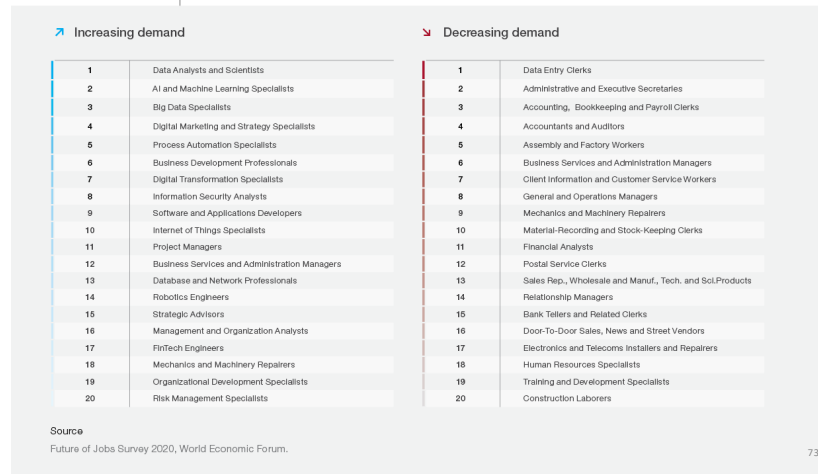 Increasing demand
1 Data Analysts and Scientists
2 AI and Machine Learning Specialists
3 Big Data Specialists
4 Digital Marketing and Strategy Specialists
5 Process Automation Specialists
6 Business Development Professionals
7 Digital Transformation Specialists
8 Information Security Analysts
9 Software and Applications Developers
10 Internet of Things Specialists
11 Project Managers
12 Business Services and Administration Managers
13 Database and Network Professionals
14 Robotics Engineers
15 Strategic Advisors
16 Management and Organization Analysts
17 FinTech Engineers
18 Mechanics and Machinery Repairers
19 Organizational Development Specialists
20 Risk Management Specialists
Decreasing demand
1 Data Entry Clerks
2 Administrative and Executive Secretaries
3 Accounting, Bookkeeping and Payroll Clerks
4 Accountants and Auditors
5 Assembly and Factory Workers
6 Business Services and Administration Managers
7 Client Information and Customer Service Workers
8 General and Operations Managers
9 Mechanics and Machinery Repairers
10 Material-Recording and Stock-Keeping Clerks
11 Financial Analysts
12 Postal Service Clerks
13 Sales Rep., Wholesale and Manuf., Tech. and Sci.Products
14 Relationship Managers
15 Bank Tellers and Related Clerks
16 Door-To-Door Sales, News and Street Vendors
17 Electronics and Telecoms Installers and Repairers
18 Human Resources Specialists
19 Training and Development Specialists
20 Construction Laborers
Source
Future of Jobs Survey 2020, World Economic Forum.
73